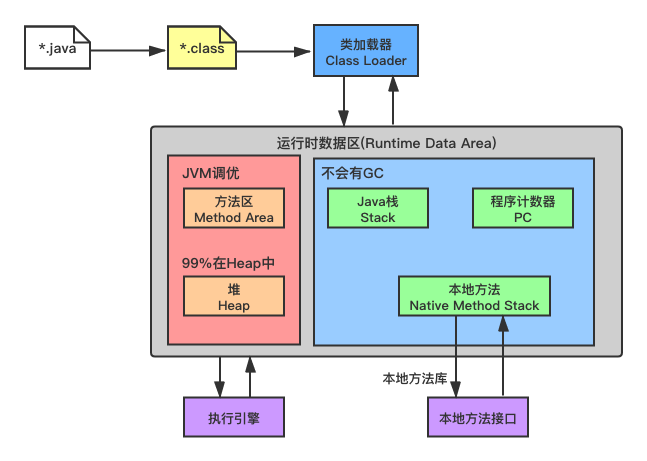 *.java
*.class
类加载器
Class Loader
运行时数据区(Runtime Data Area)
JVM调优
方法区
Method Area
99%在Heap中
堆
Heap
不会有GC
Java栈
Stack
程序计数器
PC
本地方法
Native Method Stack
本地方法库
执行引擎
本地方法接口